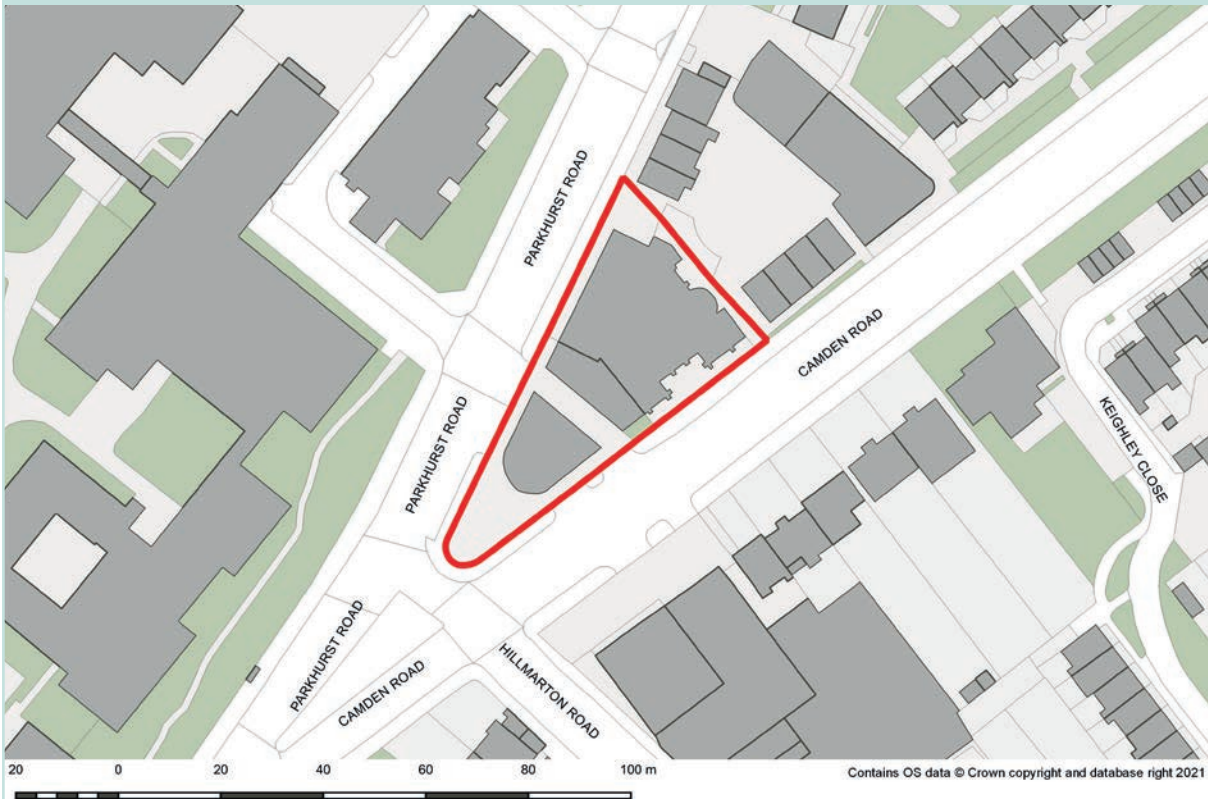 PARKHURST ROAD
CAMDEN ROAD
KEIGHLEY CLOSE
PARKHURST ROAD
PARKHURST ROAD
CAMDEN ROAD
HILLMARTON ROAD
20 0 20 40 60 80 100 m
Contains OS data © Crown copyright and database right 2021